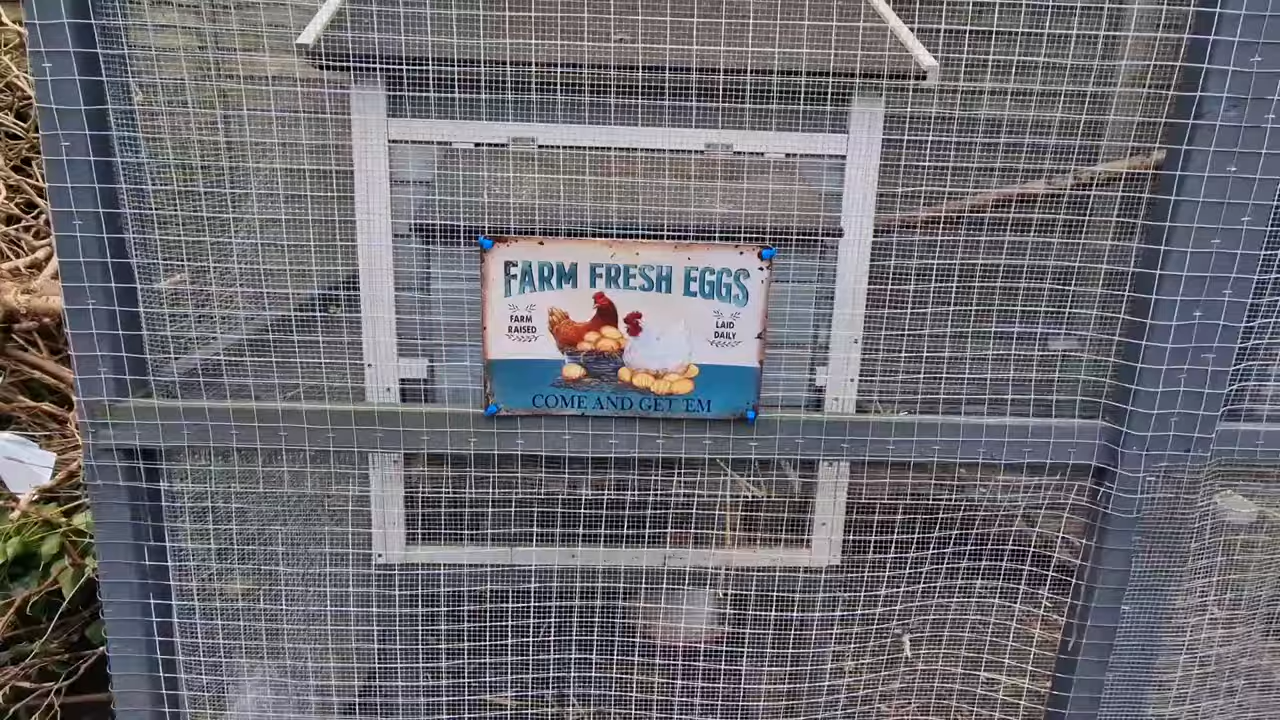 FARM FRESH EGGS
FARM
RAISED
LAID
DAILY
COME AND GET 'EM